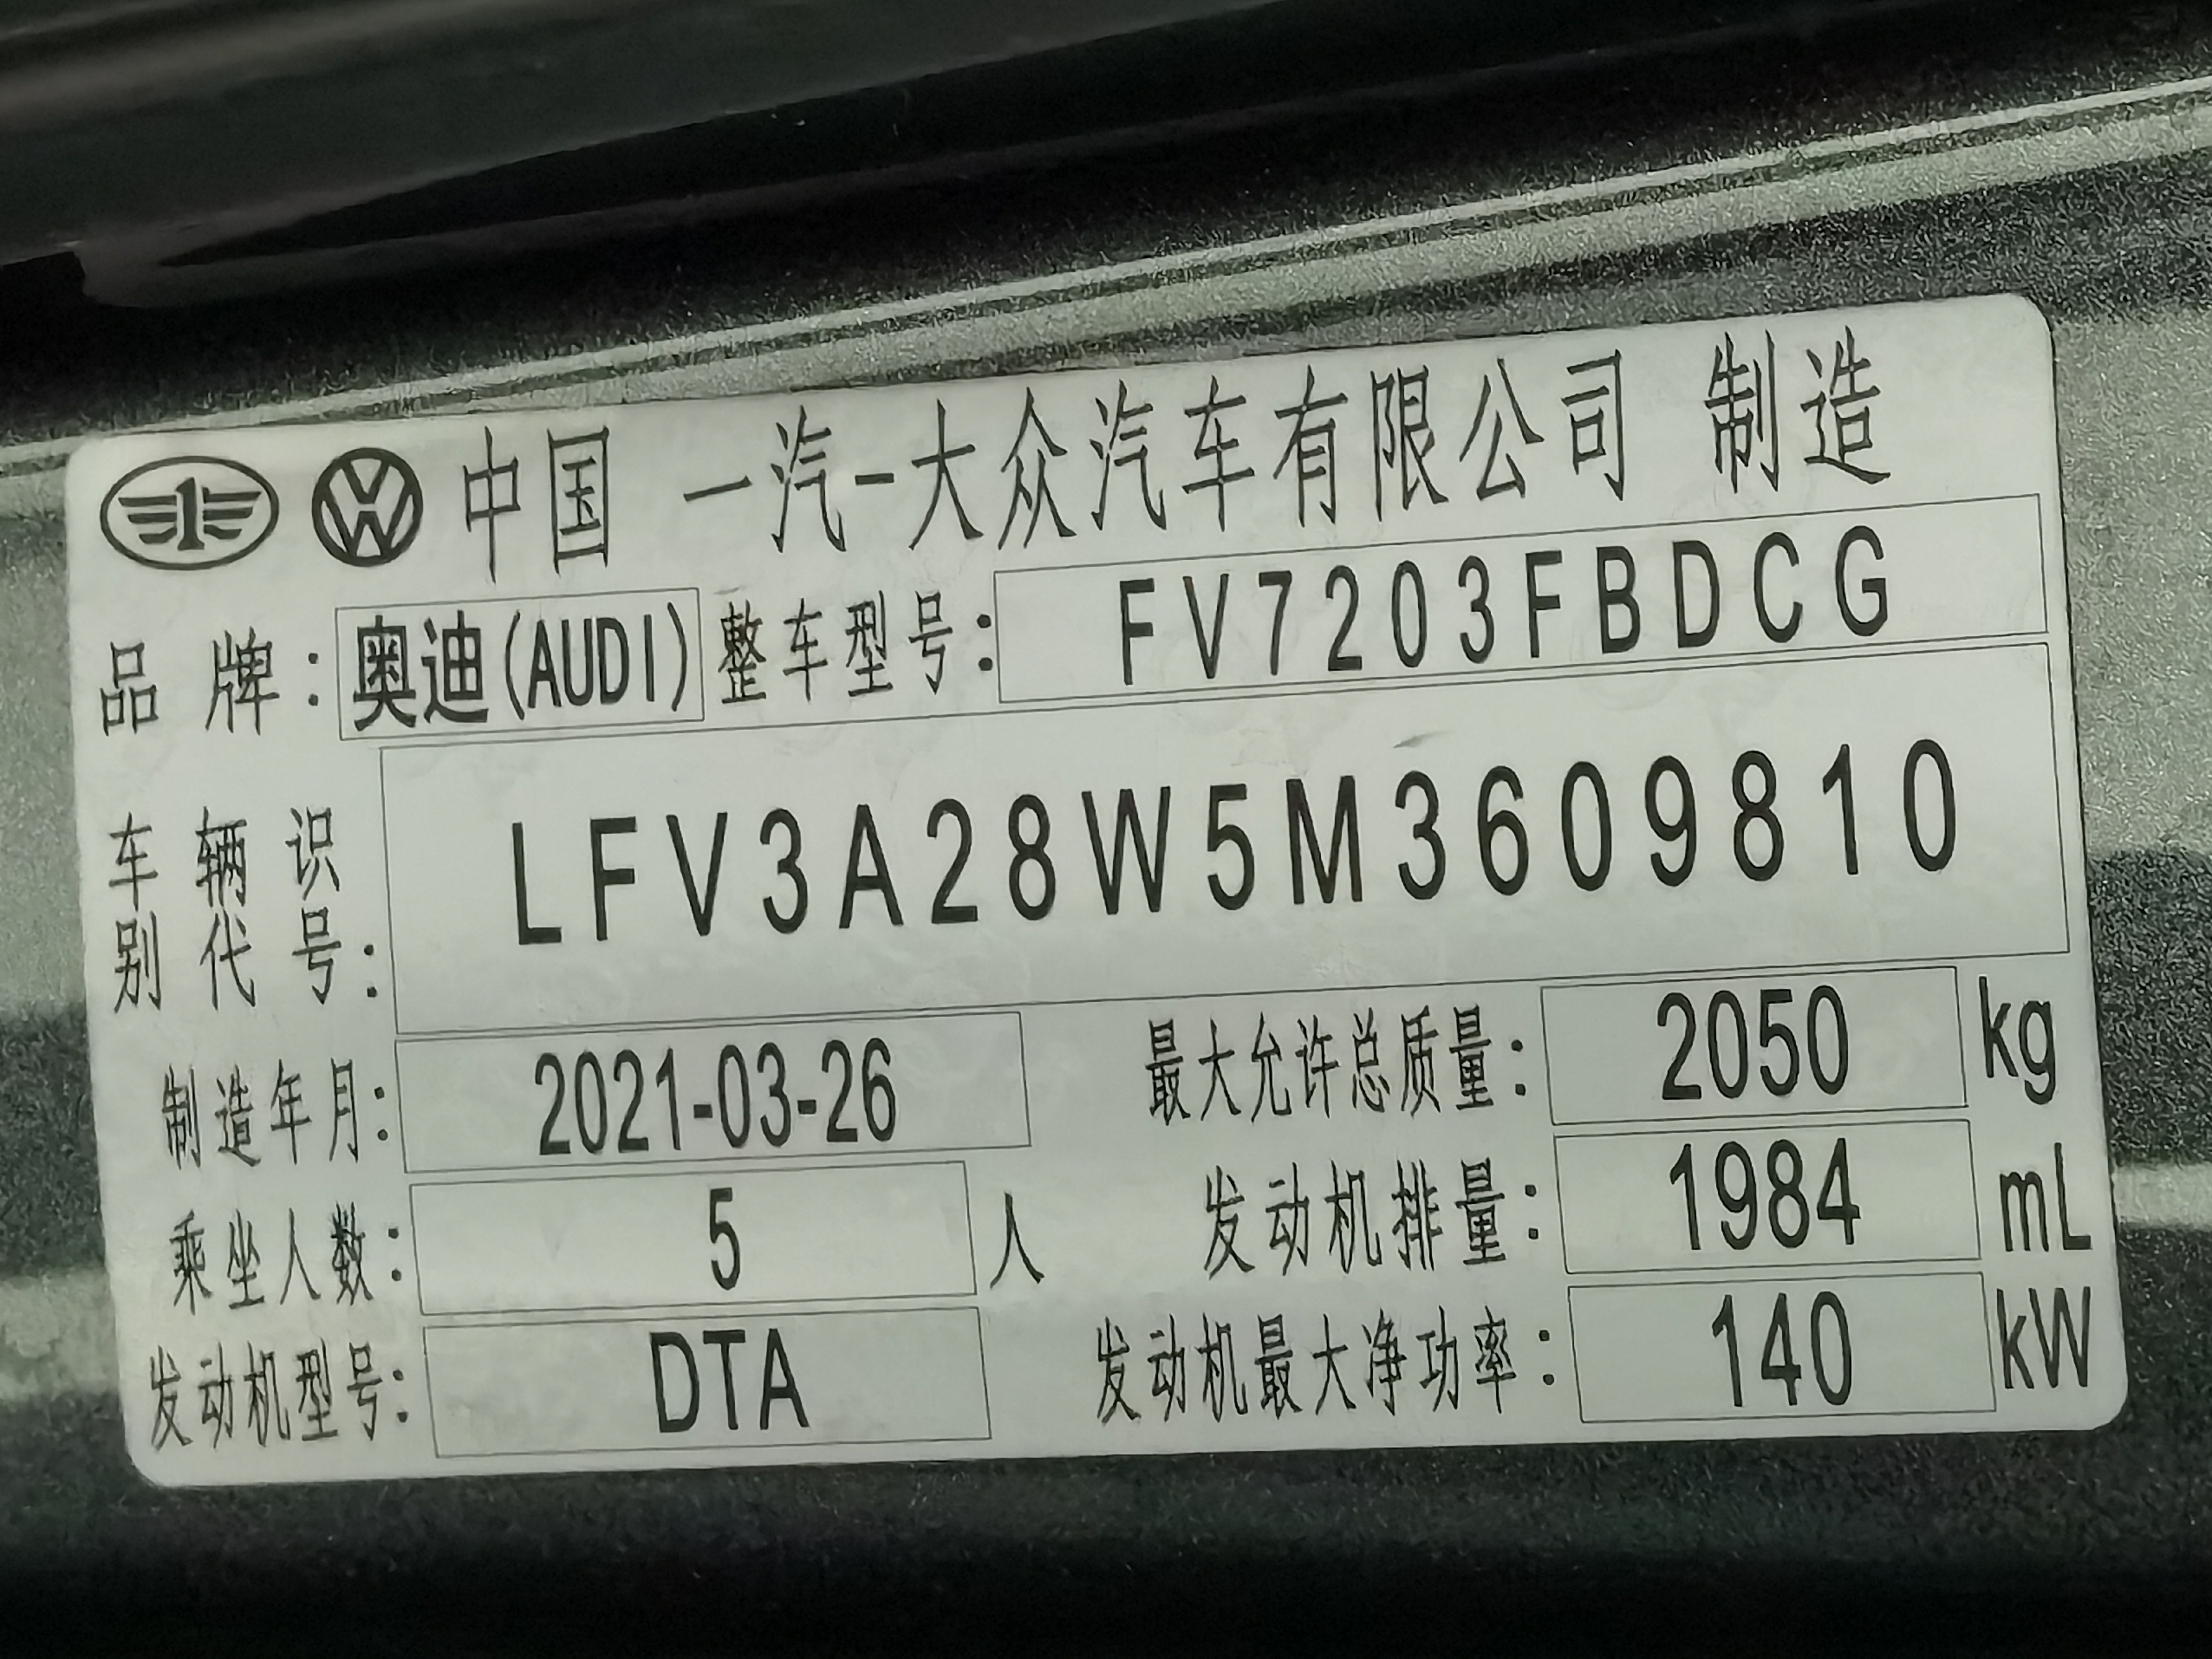 中国 一汽-大众汽车有限公司 制造
品牌: 奥迪(AUDI) 整车型号: FV7203FBDCG
车辆识别代号: LFV3A28W5M3609810
制造年月: 2021-03-26 最大允许总质量: 2050 kg
乘坐人数: 5 人 发动机排量: 1984 mL
发动机型号: DTA 发动机最大净功率: 140 kW